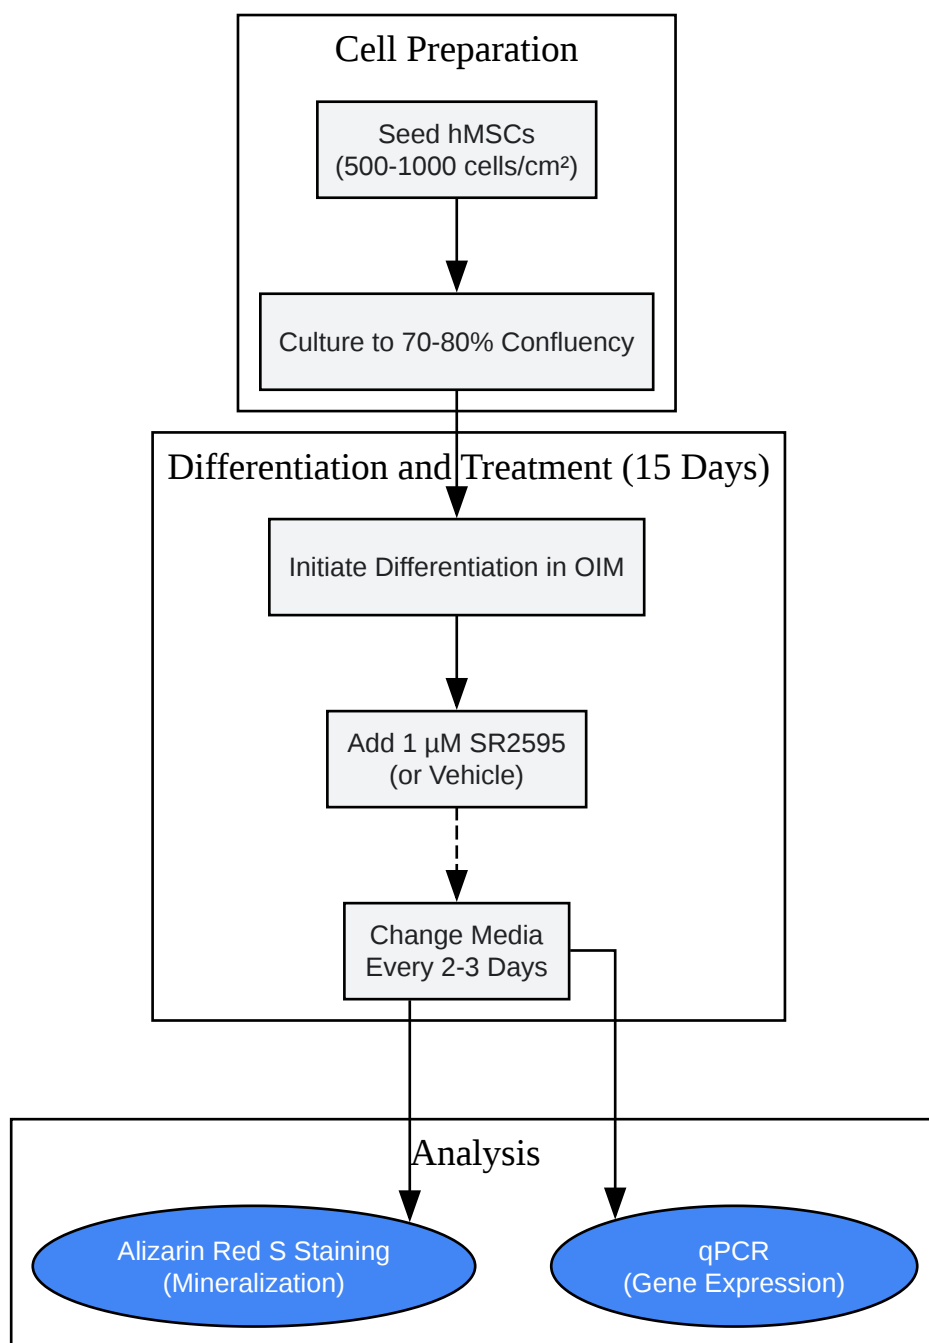 Cell Preparation
Seed hMSCs
(500-1000 cells/cm²)
Culture to 70-80% Confluency
Differentiation and Treatment (15 Days)
Initiate Differentiation in OIM
Add 1 µM SR2595
(or Vehicle)
Change Media
Every 2-3 Days
Analysis
Alizarin Red S Staining
(Mineralization)
qPCR
(Gene Expression)